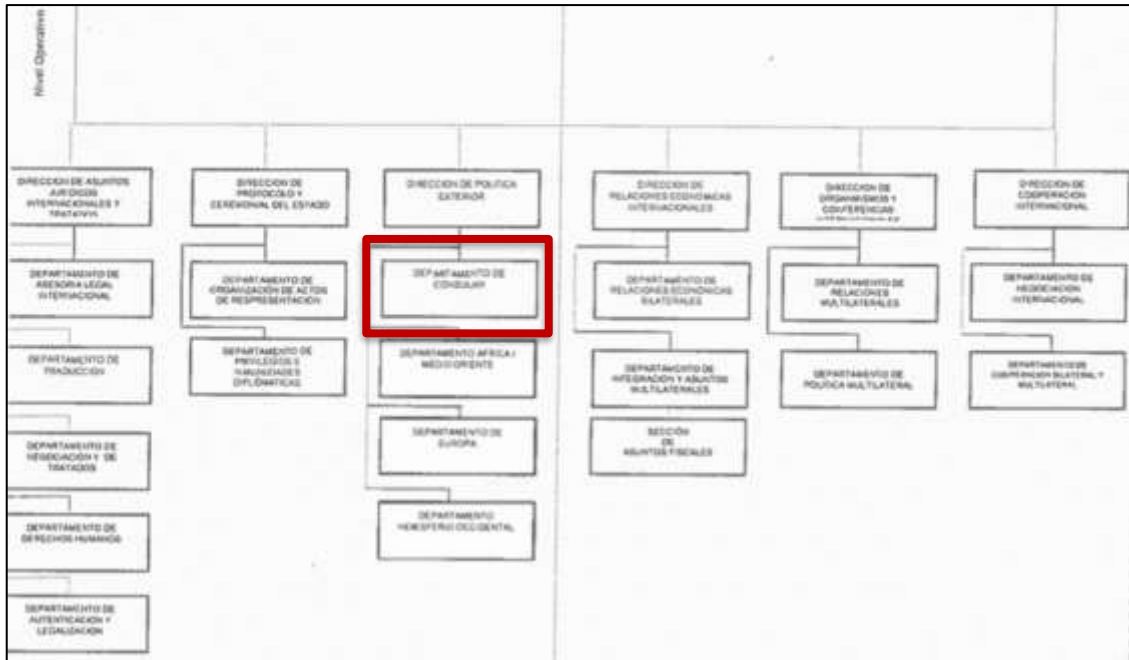 Nivel Operativo
DIRECCION DE ASUNTOS
JURIDICOS
INTERNACIONALES Y
TRATADOS
DIRECCION DE
PROTOCOLO Y
CEREMONIAL DEL ESTADO
DIRECCION DE POLITICA
EXTERIOR
DIRECCION DE
RELACIONES ECONOMICAS
INTERNACIONALES
DIRECCION DE
ORGANISMOS Y
CONFERENCIAS
DIRECCION DE
COOPERACION
INTERNACIONAL
DEPARTAMENTO DE
ASESORIA LEGAL
INTERNACIONAL
DEPARTAMENTO DE
ORGANIZACIÓN DE ACTOS
DE RESPRESENTACIÓN
DEPARTAMENTO DE
CONSULAR
DEPARTAMENTO DE
RELACIONES ECONÓMICAS
BILATERALES
DEPARTAMENTO DE
RELACIONES
MULTILATERALES
DEPARTAMENTO DE
NEGOCIACION
INTERNACIONAL
DEPARTAMENTO DE
TRADUCCION
DEPARTAMENTO DE
PRIVILEGIOS E
INMUNIDADES
DIPLOMATICAS
DEPARTAMENTO AFRICA I
MEDIO ORIENTE
DEPARTAMENTO DE
INTEGRACION Y ASUNTOS
MULTILATERALES
DEPARTAMENTO DE
POLITICA MULTILATERAL
DEPARTAMENTO DE
COOPERACION BILATERAL Y
MULTILATERAL
DEPARTAMENTO DE
NEGOCIACION Y DE
TRATADOS
DEPARTAMENTO DE
EUROPA
SECCIÓN
DE
ASUNTOS FISCALES
DEPARTAMENTO DE
DERECHOS HUMANOS
DEPARTAMENTO
HEMISFERIO OCCIDENTAL
DEPARTAMENTO DE
AUTENTICACION Y
LEGALIZACION